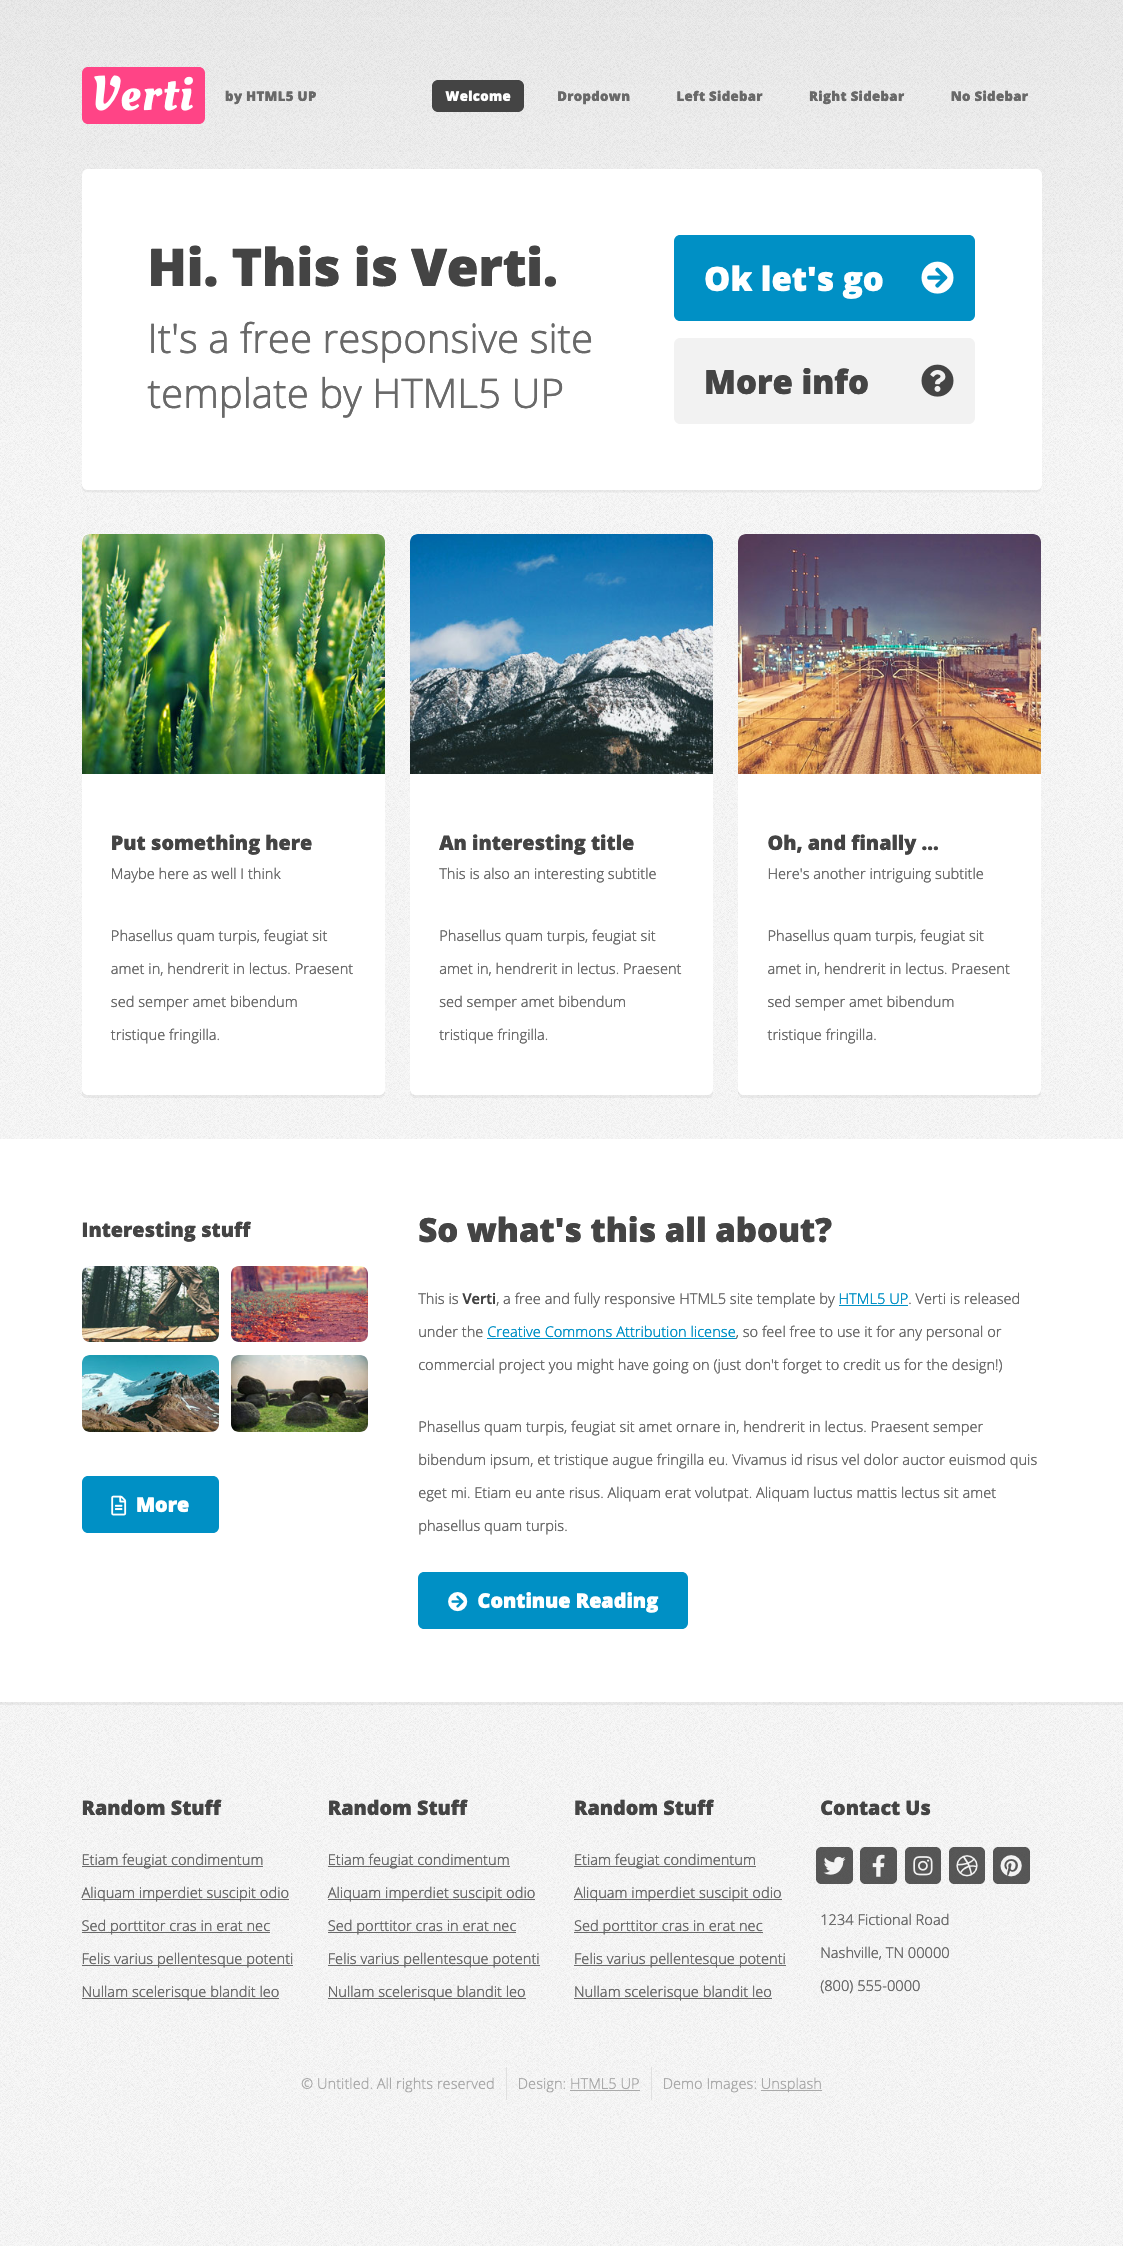 Verti
by HTML5 UP
Welcome
Dropdown
Left Sidebar
Right Sidebar
No Sidebar
Hi. This is Verti.
It's a free responsive site
template by HTML5 UP
Ok let's go
More info
Put something here
Maybe here as well I think
Phasellus quam turpis, feugiat sit
amet in, hendrerit in lectus. Praesent
sed semper amet bibendum
tristique fringilla.
An interesting title
This is also an interesting subtitle
Phasellus quam turpis, feugiat sit
amet in, hendrerit in lectus. Praesent
sed semper amet bibendum
tristique fringilla.
Oh, and finally ...
Here's another intriguing subtitle
Phasellus quam turpis, feugiat sit
amet in, hendrerit in lectus. Praesent
sed semper amet bibendum
tristique fringilla.
Interesting stuff
More
So what's this all about?
This is Verti, a free and fully responsive HTML5 site template by HTML5 UP. Verti is released
under the Creative Commons Attribution license, so feel free to use it for any personal or
commercial project you might have going on (just don't forget to credit us for the design!)
Phasellus quam turpis, feugiat sit amet ornare in, hendrerit in lectus. Praesent semper
bibendum ipsum, et tristique augue fringilla eu. Vivamus id risus vel dolor auctor euismod quis
eget mi. Etiam eu ante risus. Aliquam erat volutpat. Aliquam luctus mattis lectus sit amet
phasellus quam turpis.
Continue Reading
Random Stuff
Etiam feugiat condimentum
Aliquam imperdiet suscipit odio
Sed porttitor cras in erat nec
Felis varius pellentesque potenti
Nullam scelerisque blandit leo
Random Stuff
Etiam feugiat condimentum
Aliquam imperdiet suscipit odio
Sed porttitor cras in erat nec
Felis varius pellentesque potenti
Nullam scelerisque blandit leo
Random Stuff
Etiam feugiat condimentum
Aliquam imperdiet suscipit odio
Sed porttitor cras in erat nec
Felis varius pellentesque potenti
Nullam scelerisque blandit leo
Contact Us
1234 Fictional Road
Nashville, TN 00000
(800) 555-0000
© Untitled. All rights reserved
Design: HTML5 UP
Demo Images: Unsplash